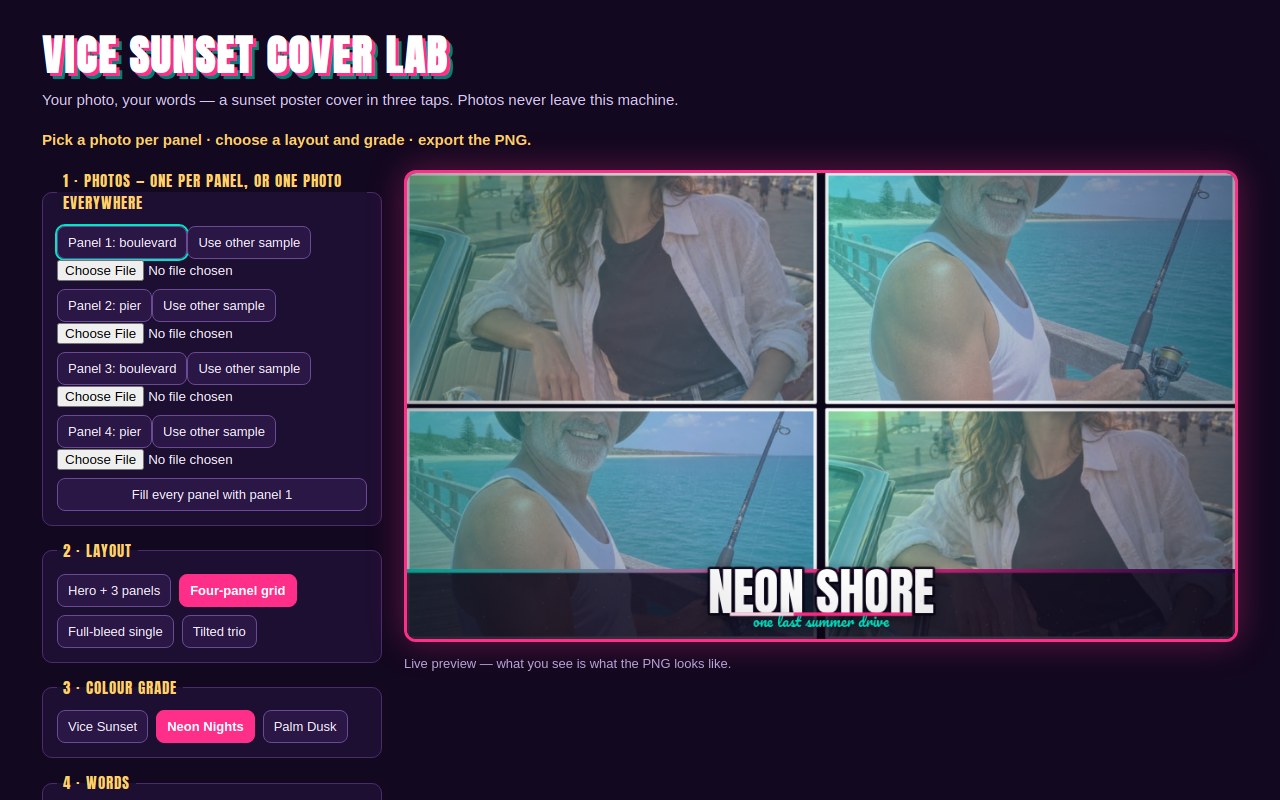 VICE SUNSET COVER LAB
Your photo, your words — a sunset poster cover in three taps. Photos never leave this machine.
Pick a photo per panel · choose a layout and grade · export the PNG.
1 · PHOTOS — ONE PER PANEL, OR ONE PHOTO
EVERYWHERE
Panel 1: boulevard Use other sample
Choose File No file chosen
Panel 2: pier Use other sample
Choose File No file chosen
Panel 3: boulevard Use other sample
Choose File No file chosen
Panel 4: pier Use other sample
Choose File No file chosen
Fill every panel with panel 1
2 · LAYOUT
Hero + 3 panels Four-panel grid
Full-bleed single Tilted trio
3 · COLOUR GRADE
Vice Sunset Neon Nights Palm Dusk
4 · WORDS
NEON SHORE
one last summer drive
Live preview — what you see is what the PNG looks like.